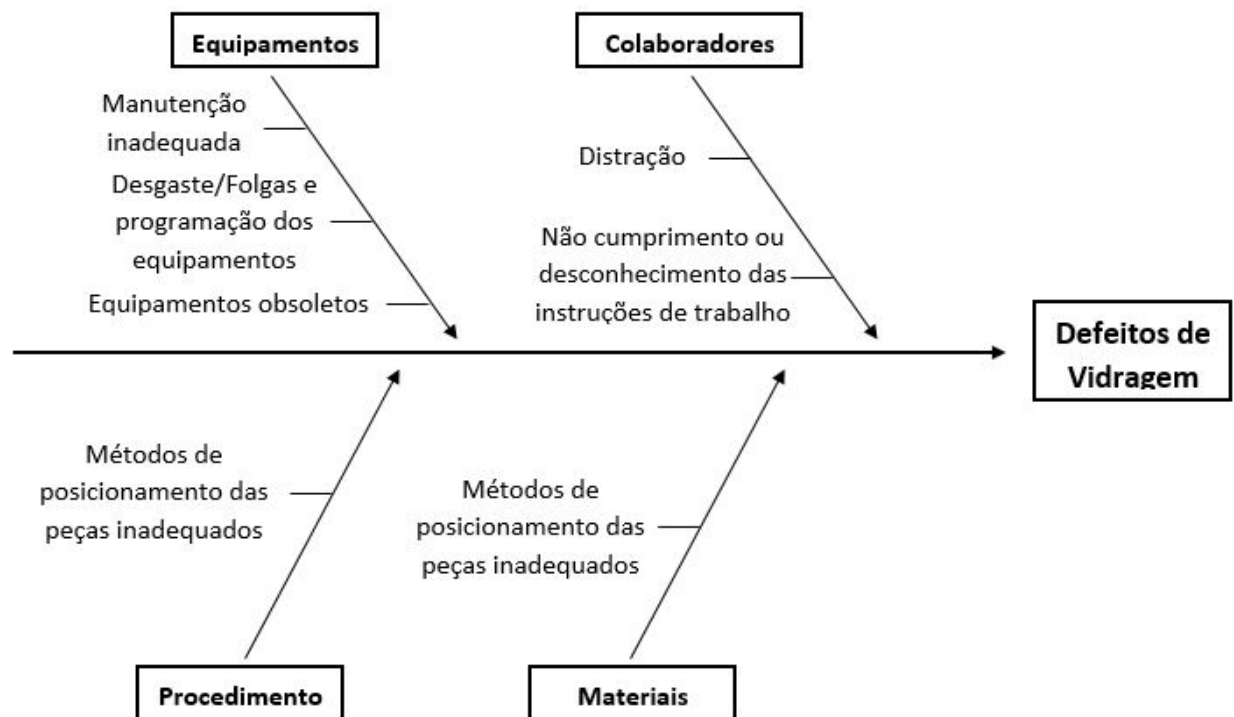 Equipamentos
Colaboradores
Manutenção
inadequada
Desgaste/Folgas e
programação dos
equipamentos
Equipamentos obsoletos
Distração
Não cumprimento ou
desconhecimento das
instruções de trabalho
Defeitos de
Vidragem
Métodos de
posicionamento das
peças inadequados
Métodos de
posicionamento das
peças inadequados
Procedimento
Materiais